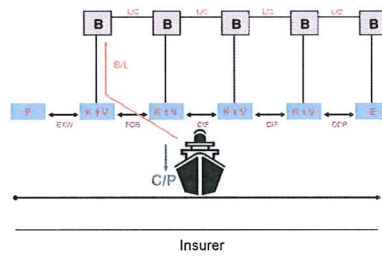 L/C L/C L/C L/C
B B B B B
B/L
P K + V K + V K + V K + V E
EXW FOB CIF CIF DDP
C/P
Insurer